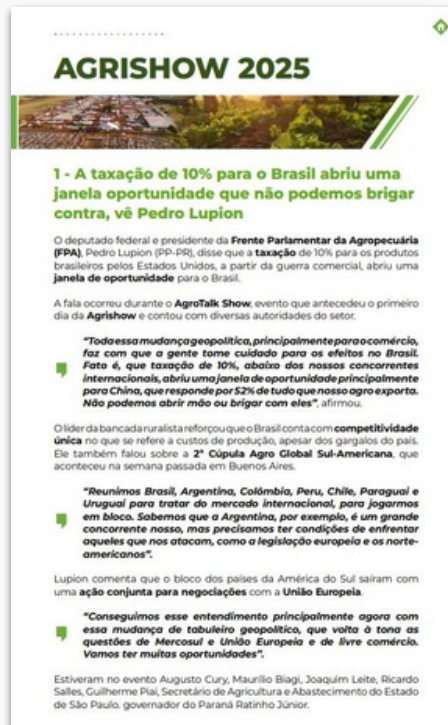 AGRISHOW 2025
1 - A taxação de 10% para o Brasil abriu uma
janela oportunidade que não podemos brigar
contra, vê Pedro Lupion
O deputado federal e presidente da Frente Parlamentar da Agropecuária
(FPA), Pedro Lupion (PP-PR), disse que a taxação de 10% para os produtos
brasileiros pelos Estados Unidos, a partir da guerra comercial, abriu uma
janela de oportunidade para o Brasil.
A fala ocorreu durante o AgroTalk Show, evento que antecedeu o primeiro
dia da Agrishow e contou com diversas autoridades do setor.
"Toda essa mudança geopolítica, principalmente para o comércio,
faz com que a gente tome cuidado para os efeitos no Brasil.
Fato é, que taxação de 10%, abaixo dos nossos concorrentes
internacionais, abriu uma janela de oportunidade principalmente
para China, que responde por 52% de tudo que nosso agro exporta.
Não podemos abrir mão ou brigar com eles", afirmou.
O líder da bancada ruralista reforçou que o Brasil conta com competitividade
única no que se refere a custos de produção, apesar dos gargalos do país.
Ele também falou sobre a 2ª Cúpula Agro Global Sul-Americana, que
aconteceu na semana passada em Buenos Aires.
"Reunimos Brasil, Argentina, Colômbia, Peru, Chile, Paraguai e
Uruguai para tratar do mercado internacional, para jogarmos
em bloco. Sabemos que a Argentina, por exemplo, é um grande
concorrente nosso, mas precisamos ter condições de enfrentar
aqueles que nos atacam, como a legislação europeia e os norte-
americanos".
Lupion comenta que o bloco dos países da América do Sul saíram com
uma ação conjunta para negociações com a União Europeia.
"Conseguimos esse entendimento principalmente agora com
essa mudança de tabuleiro geopolítico, que volta à tona as
questões de Mercosul e União Europeia e de livre comércio.
Vamos ter muitas oportunidades".
Estiveram no evento Augusto Cury, Maurílio Biagi, Joaquim Leite, Ricardo
Salles, Guilherme Piai, Secretário de Agricultura e Abastecimento do Estado
de São Paulo, governador do Paraná Ratinho Júnior.